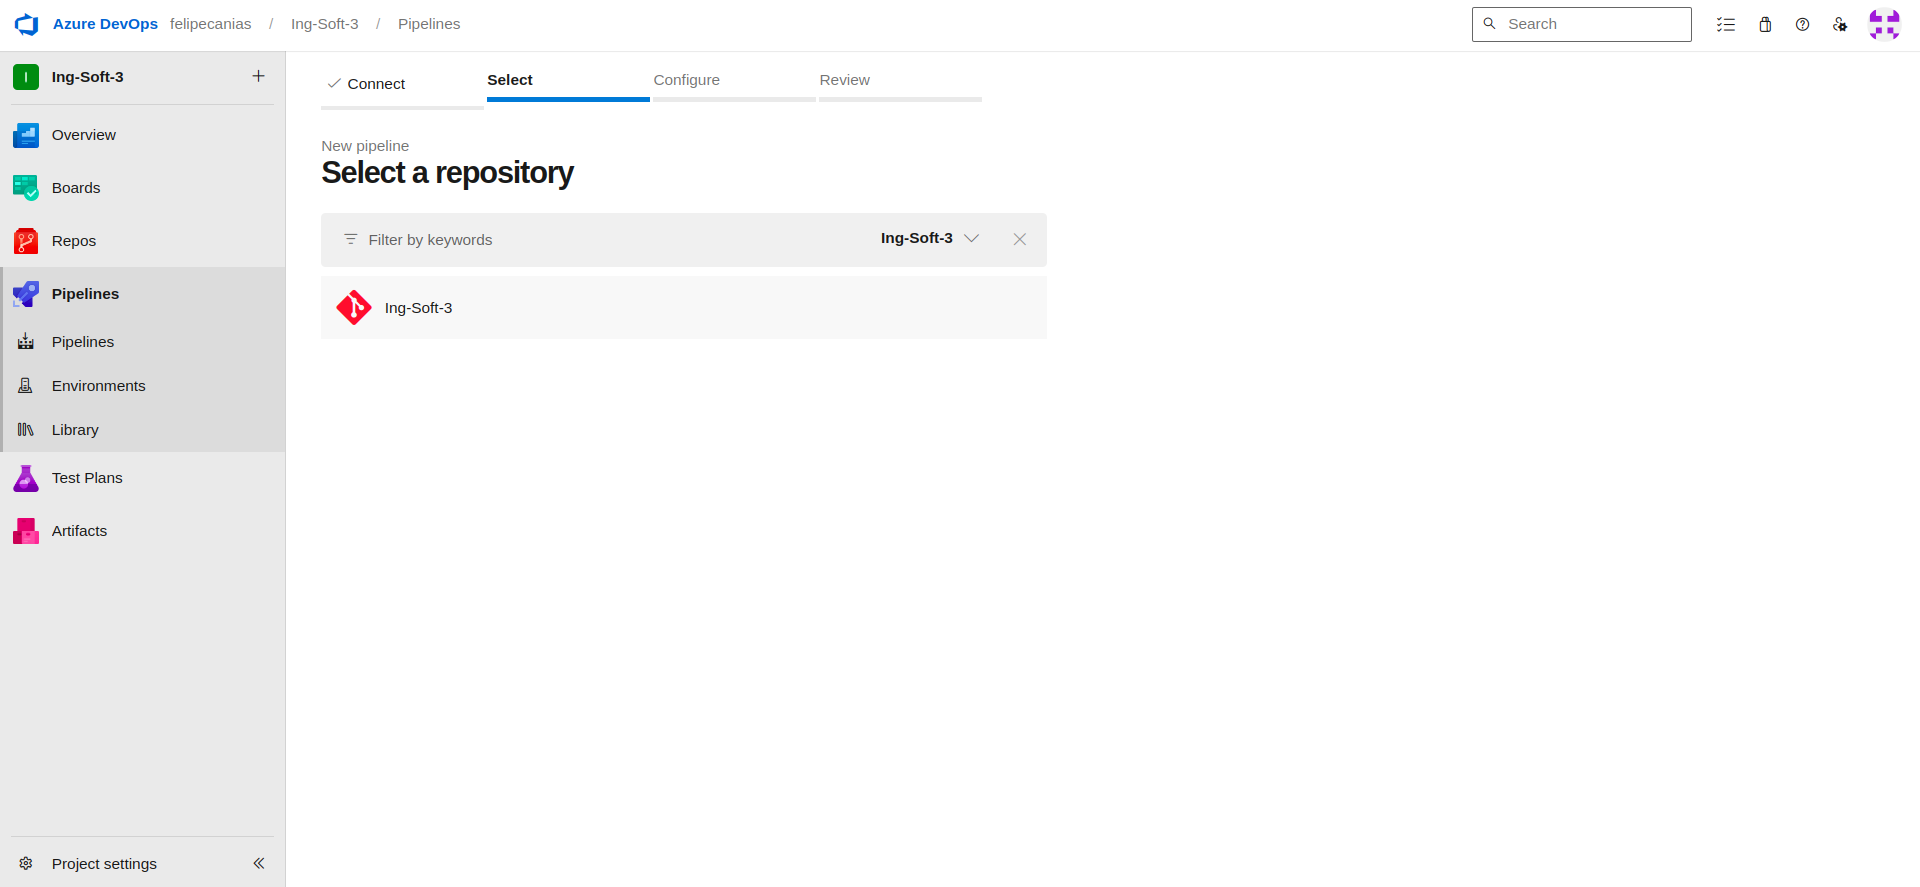 Azure DevOps felipecanias / Ing-Soft-3 / Pipelines
Search
I Ing-Soft-3
Overview
Boards
Repos
Pipelines
Pipelines
Environments
Library
Test Plans
Artifacts
Project settings
Connect Select Configure Review
New pipeline
Select a repository
Filter by keywords Ing-Soft-3
Ing-Soft-3